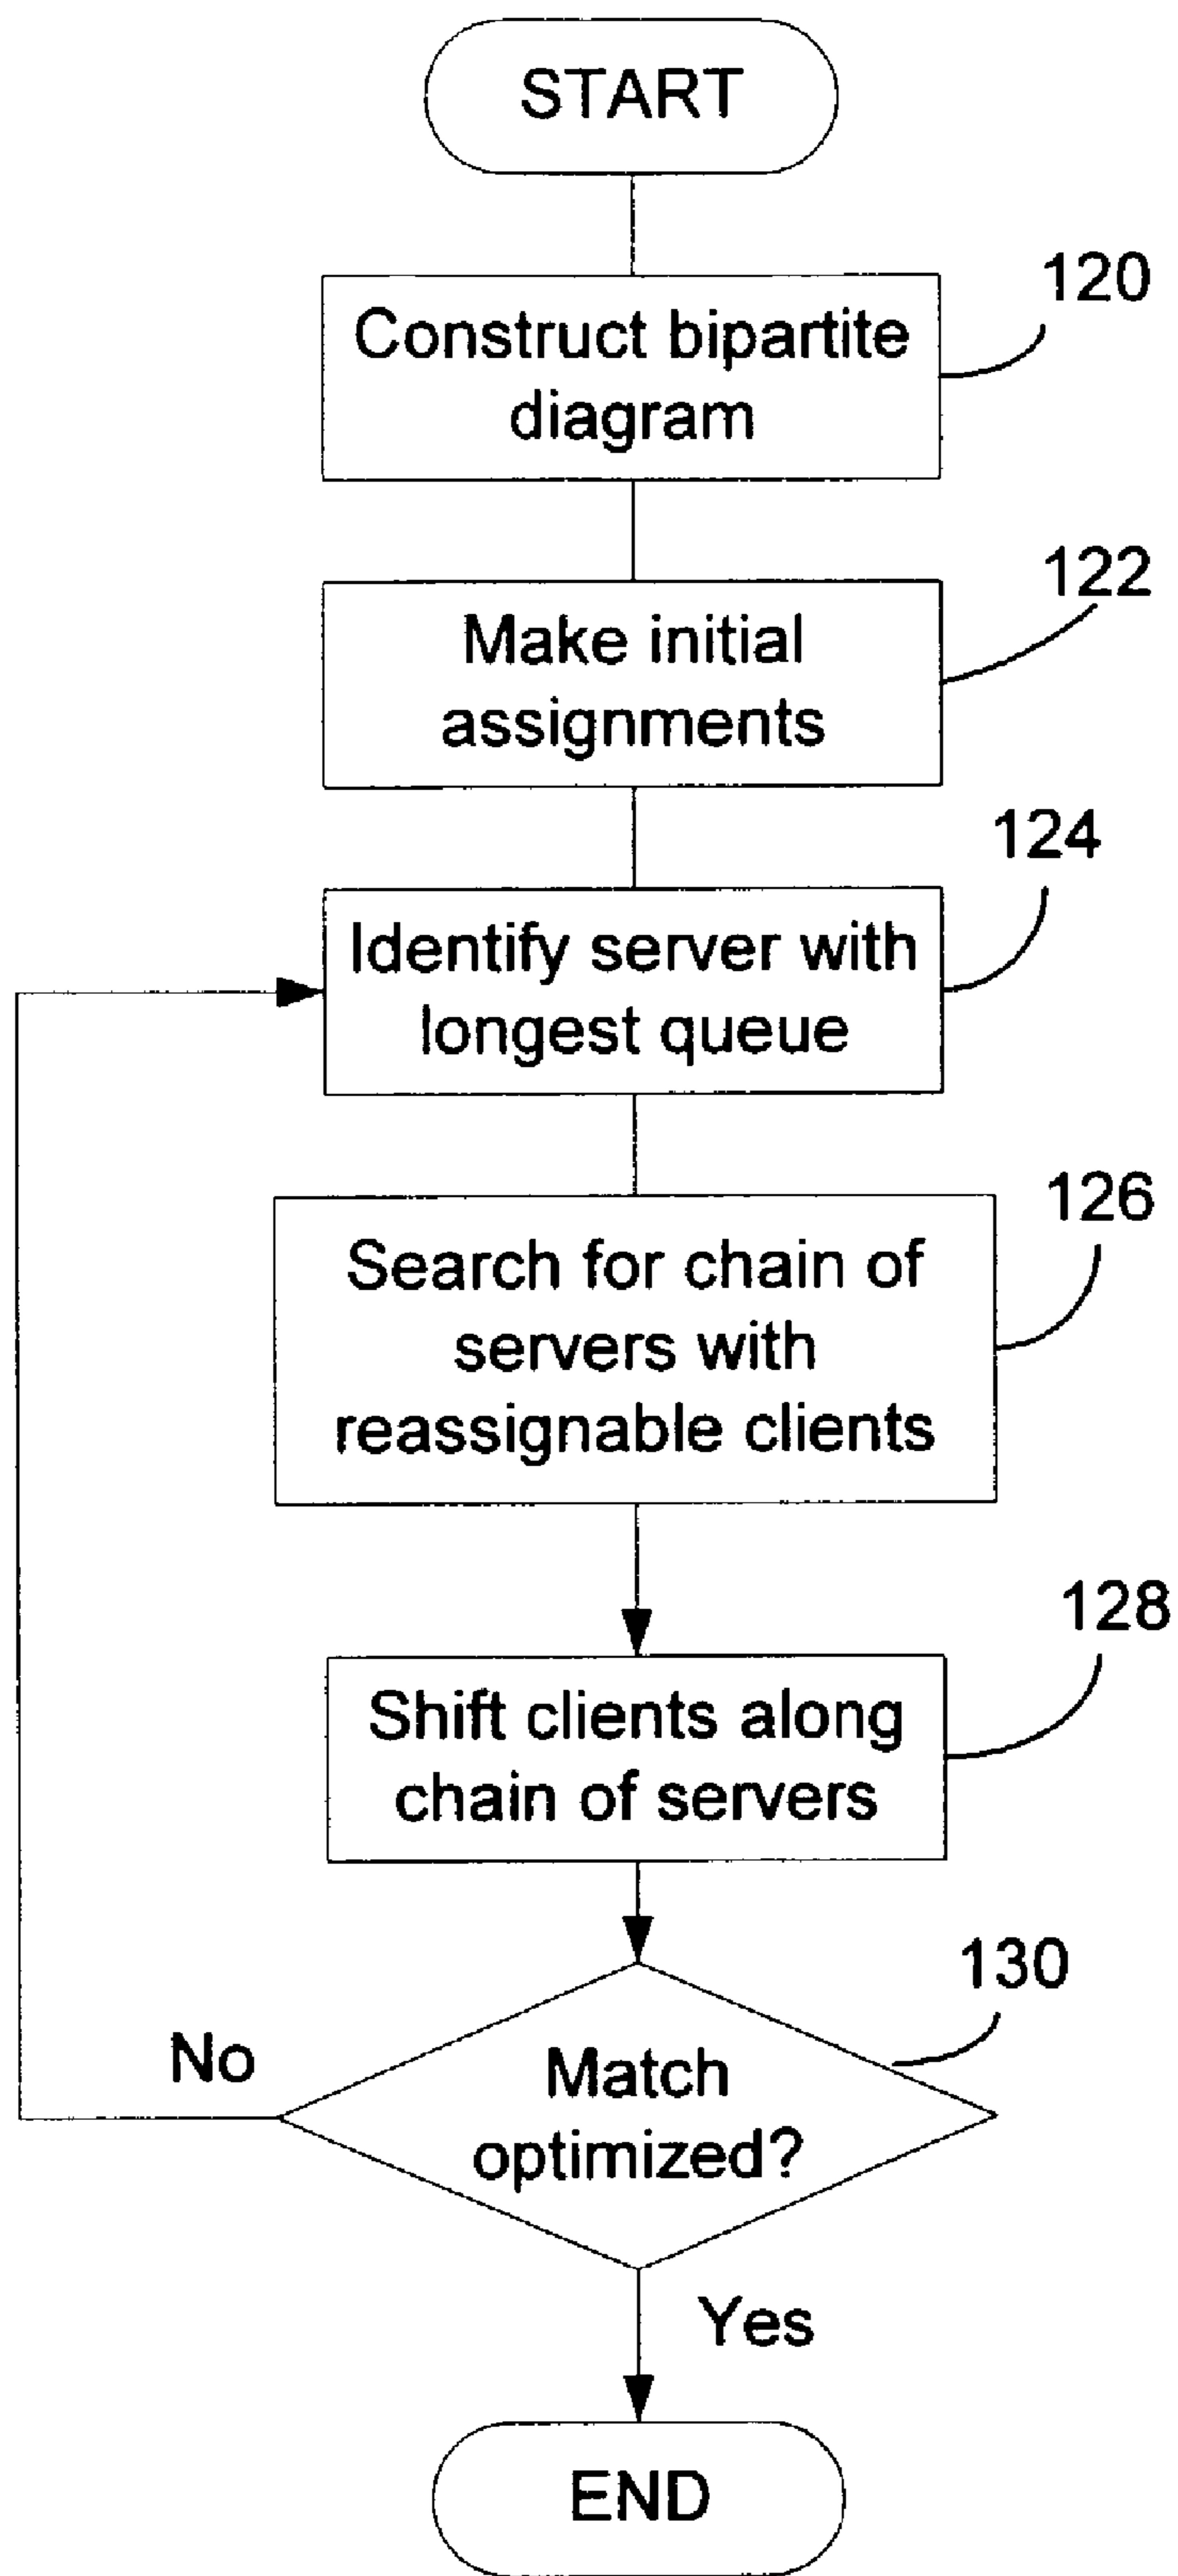 START
120
Construct bipartite
diagram
122
Make initial
assignments
124
Identify server with
longest queue
126
Search for chain of
servers with
reassignable clients
128
Shift clients along
chain of servers
130
No
Match
optimized?
Yes
END